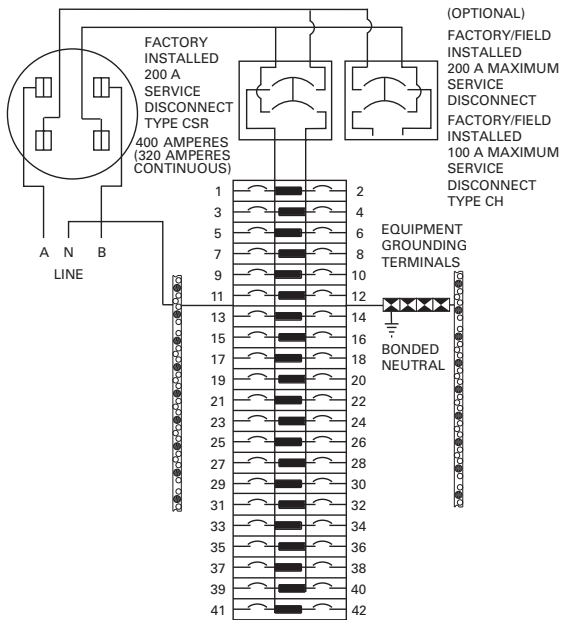 FACTORY
INSTALLED
200 A
SERVICE
DISCONNECT
TYPE CSR
400 AMPERES
(320 AMPERES
CONTINUOUS)
(OPTIONAL)
FACTORY/FIELD
INSTALLED
200 A MAXIMUM
SERVICE
DISCONNECT
FACTORY/FIELD
INSTALLED
100 A MAXIMUM
SERVICE
DISCONNECT
TYPE CH
A N B
LINE
1 2
3 4
5 6
7 8
9 10
11 12
13 14
15 16
17 18
19 20
21 22
23 24
25 26
27 28
29 30
31 32
33 34
35 36
37 38
39 40
41 42
EQUIPMENT
GROUNDING
TERMINALS
BONDED
NEUTRAL